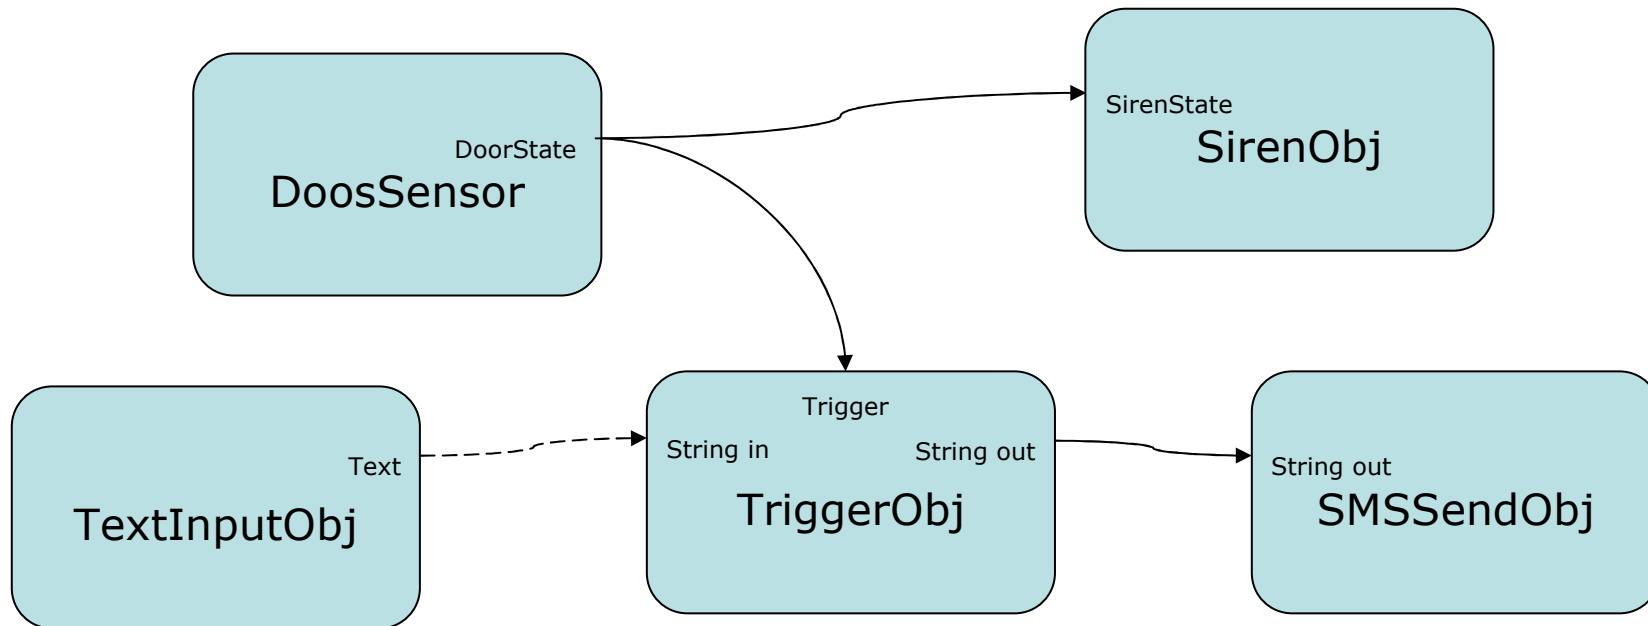 SirenState
SirenObj
DoorState
DoosSensor
Text
TextInputObj
Trigger
String in
String out
TriggerObj
String out
SMSSendObj